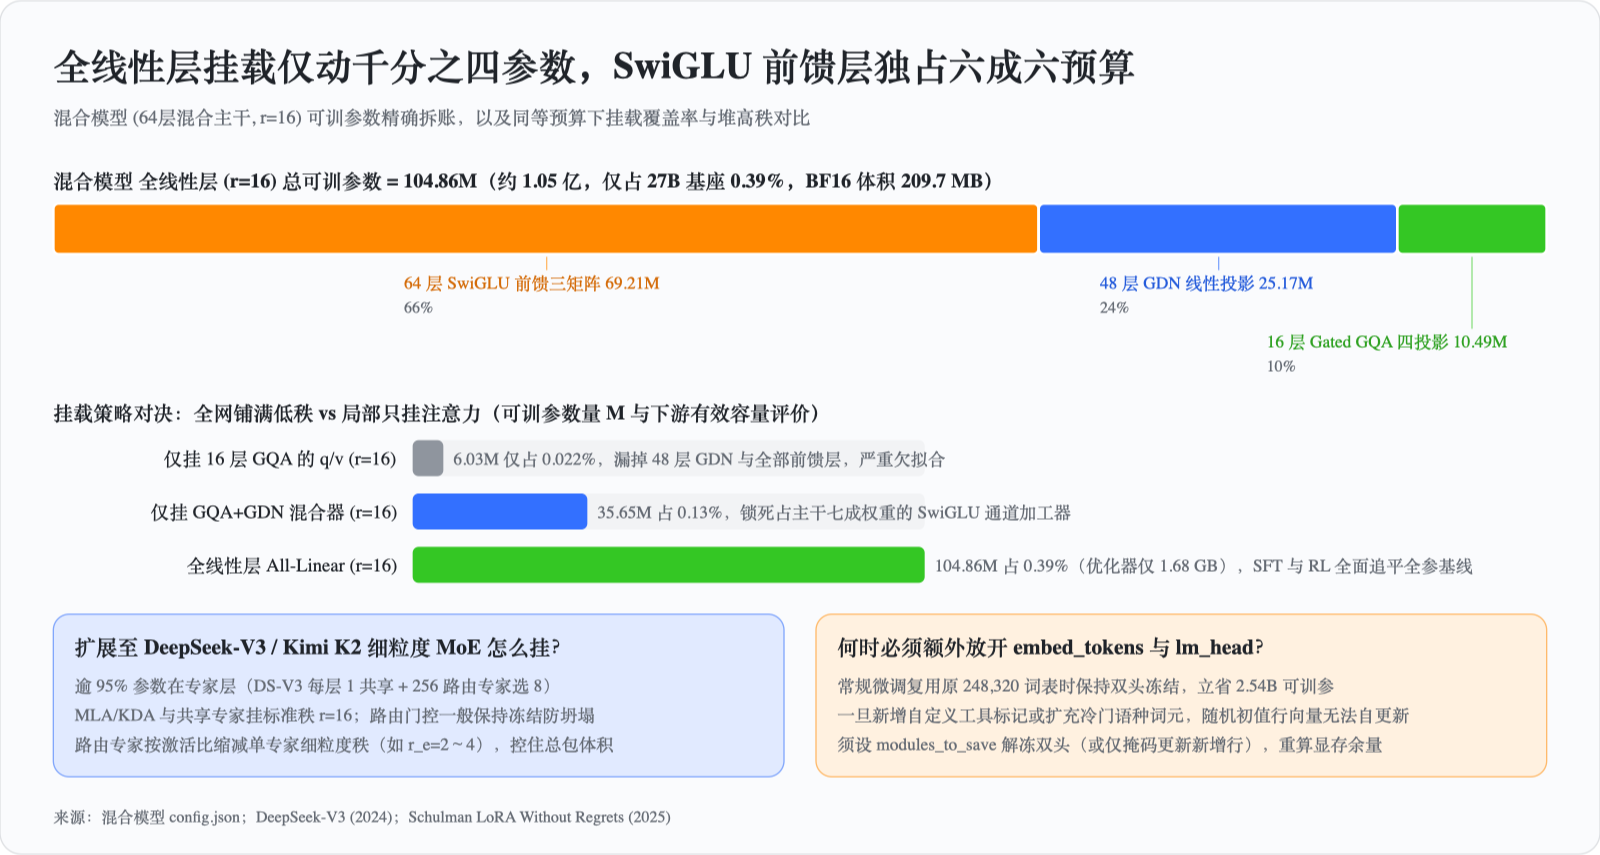 全线性层挂载仅动千分之四参数，SwiGLU 前馈层独占六成六预算
混合模型 (64层混合主干, r=16) 可训参数精确拆账，以及同等预算下挂载覆盖率与堆高秩对比
混合模型 全线性层 (r=16) 总可训参数 = 104.86M（约 1.05 亿，仅占 27B 基座 0.39%，BF16 体积 209.7 MB）
64 层 SwiGLU 前馈三矩阵 69.21M
66%
48 层 GDN 线性投影 25.17M
24%
16 层 Gated GQA 四投影 10.49M
10%
挂载策略对决：全网铺满低秩 vs 局部只挂注意力（可训参数量 M 与下游有效容量评价）
仅挂 16 层 GQA 的 q/v (r=16)
6.03M 仅占 0.022%，漏掉 48 层 GDN 与全部前馈层，严重欠拟合
仅挂 GQA+GDN 混合器 (r=16)
35.65M 占 0.13%，锁死占主干七成权重的 SwiGLU 通道加工器
全线性层 All-Linear (r=16)
104.86M 占 0.39%（优化器仅 1.68 GB），SFT 与 RL 全面追平全参基线
扩展至 DeepSeek-V3 / Kimi K2 细粒度 MoE 怎么挂？
逾 95% 参数在专家层（DS-V3 每层 1 共享 + 256 路由专家选 8）
MLA/KDA 与共享专家挂标准秩 r=16；路由门控一般保持冻结防坍塌
路由专家按激活比缩减单专家细粒度秩（如 r_e=2 ~ 4），控住总包体积
何时必须额外放开 embed_tokens 与 lm_head？
常规微调复用原 248,320 词表时保持双头冻结，立省 2.54B 可训参
一旦新增自定义工具标记或扩充冷门语种词元，随机初值行向量无法自更新
须设 modules_to_save 解冻双头（或仅掩码更新新增行），重算显存余量
来源：混合模型 config.json；DeepSeek-V3 (2024)；Schulman LoRA Without Regrets (2025)